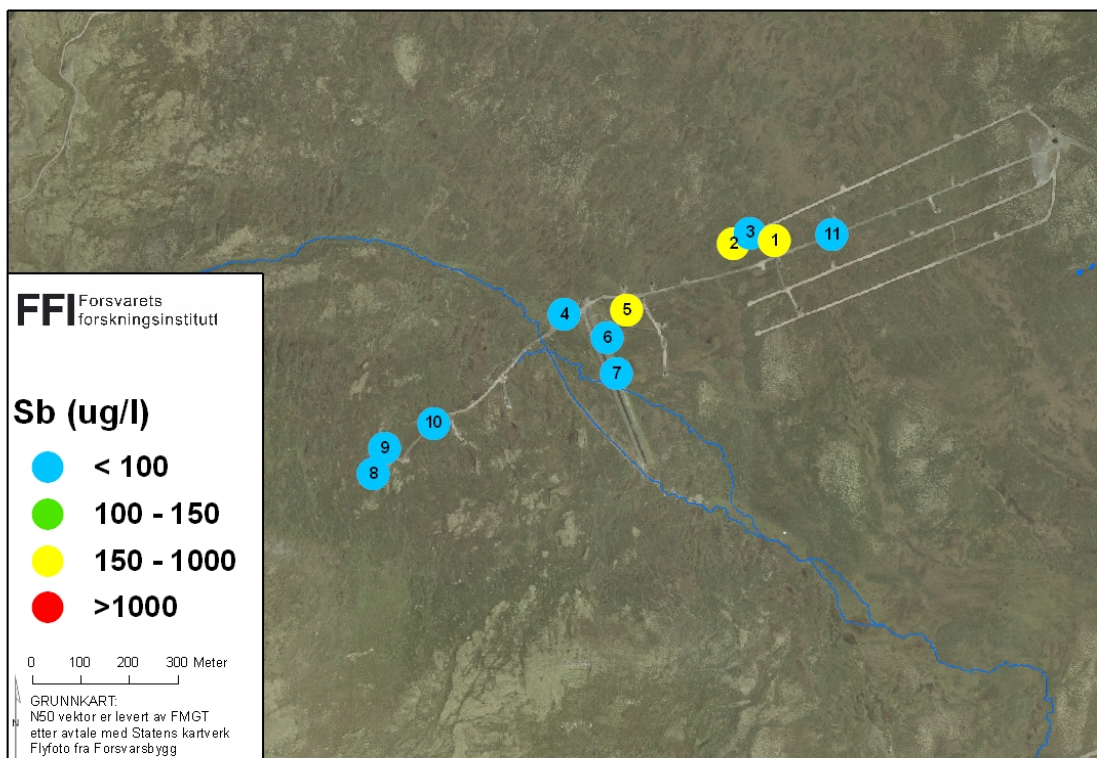 3
2
1
11
4
5
6
7
10
9
8
FFI Forsvarets
forskningsinstitutt
Sb (ug/l)
< 100
100 - 150
150 - 1000
>1000
0 100 200 300 Meter
GRUNNKART:
N50 vektor er levert av FMGT
etter avtale med Statens kartverk
Flyfoto fra Forsvarsbygg
N